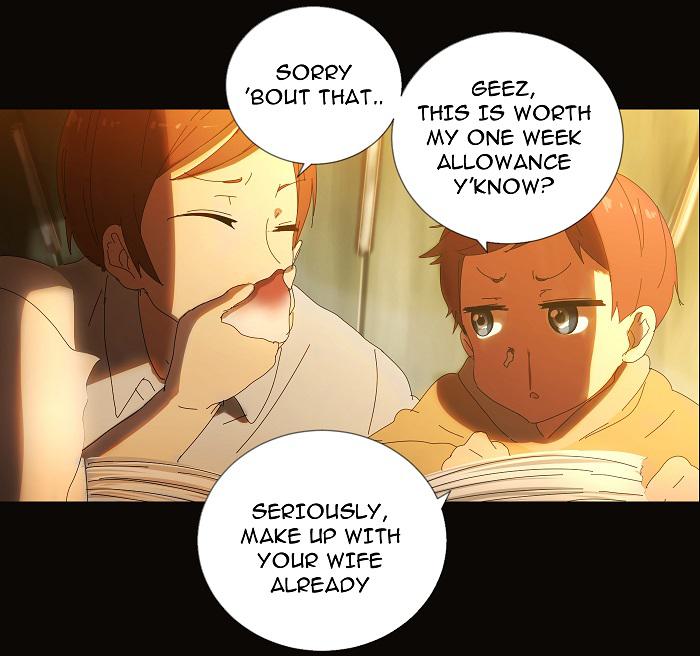 SORRY
'BOUT THAT..
GEEZ,
THIS IS WORTH
MY ONE WEEK
ALLOWANCE
Y'KNOW?
SERIOUSLY,
MAKE UP WITH
YOUR WIFE
ALREADY